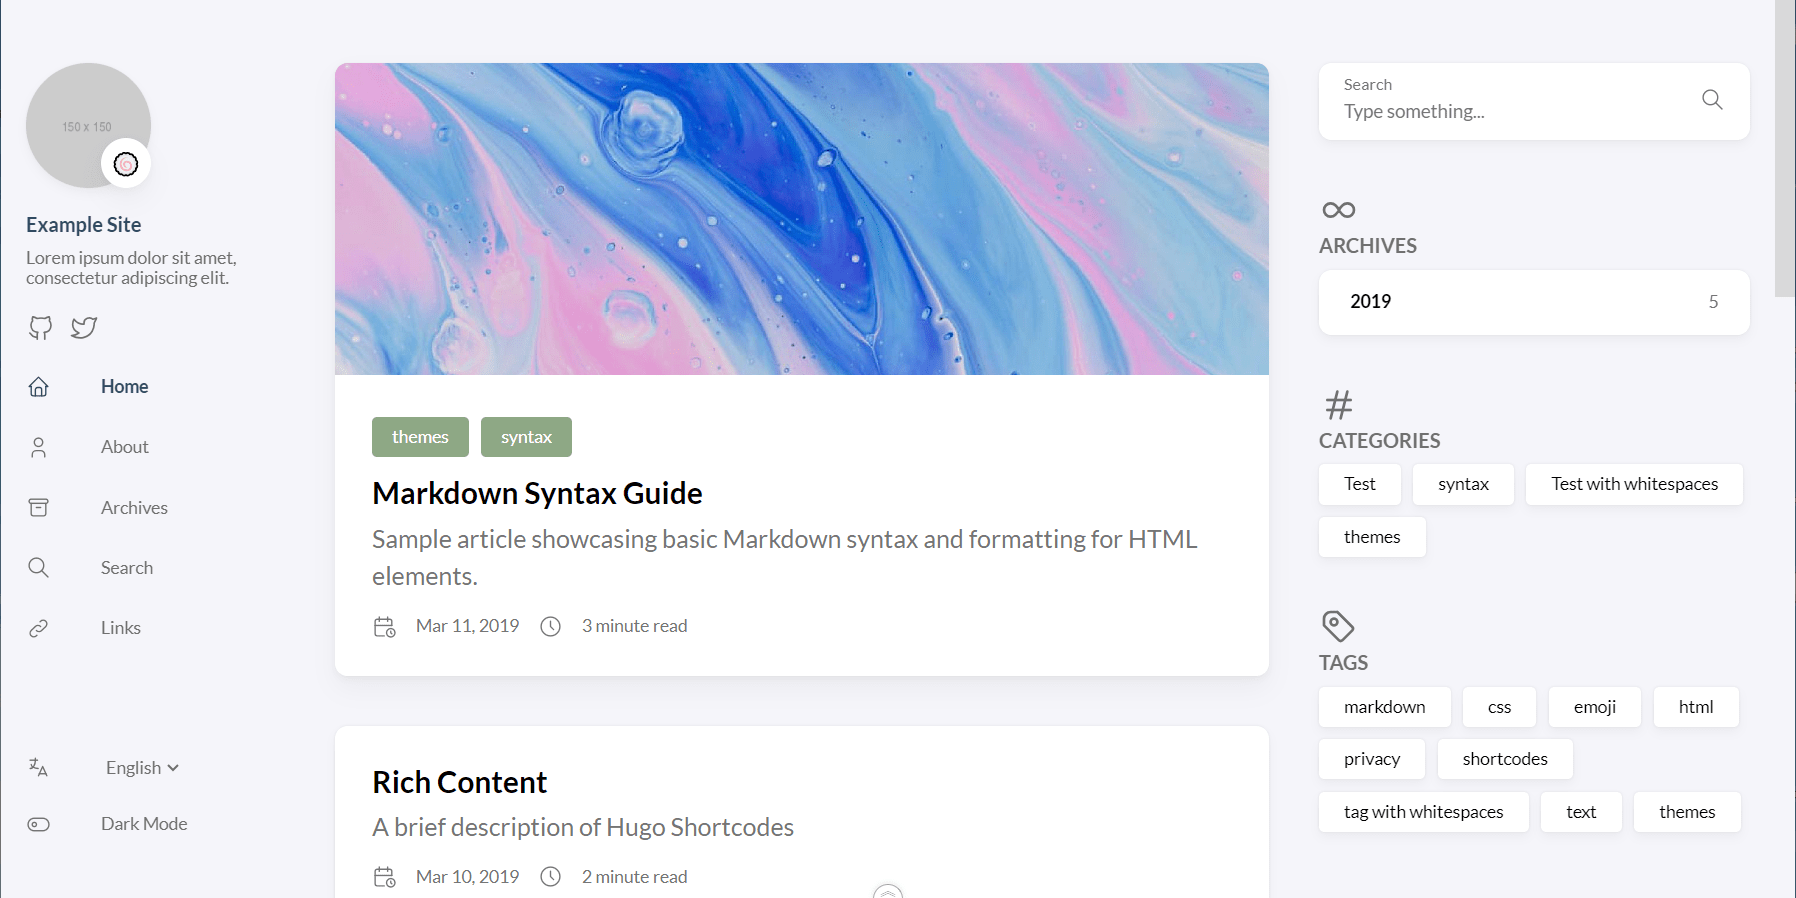 150 x 150
Example Site
Lorem ipsum dolor sit amet,
consectetur adipiscing elit.
Home
About
Archives
Search
Links
English
Dark Mode
themes
syntax
Markdown Syntax Guide
Sample article showcasing basic Markdown syntax and formatting for HTML
elements.
Mar 11, 2019
3 minute read
Rich Content
A brief description of Hugo Shortcodes
Mar 10, 2019
2 minute read
Search
Type something...
ARCHIVES
2019 5
CATEGORIES
Test syntax Test with whitespaces
themes
TAGS
markdown css emoji html
privacy shortcodes
tag with whitespaces text themes